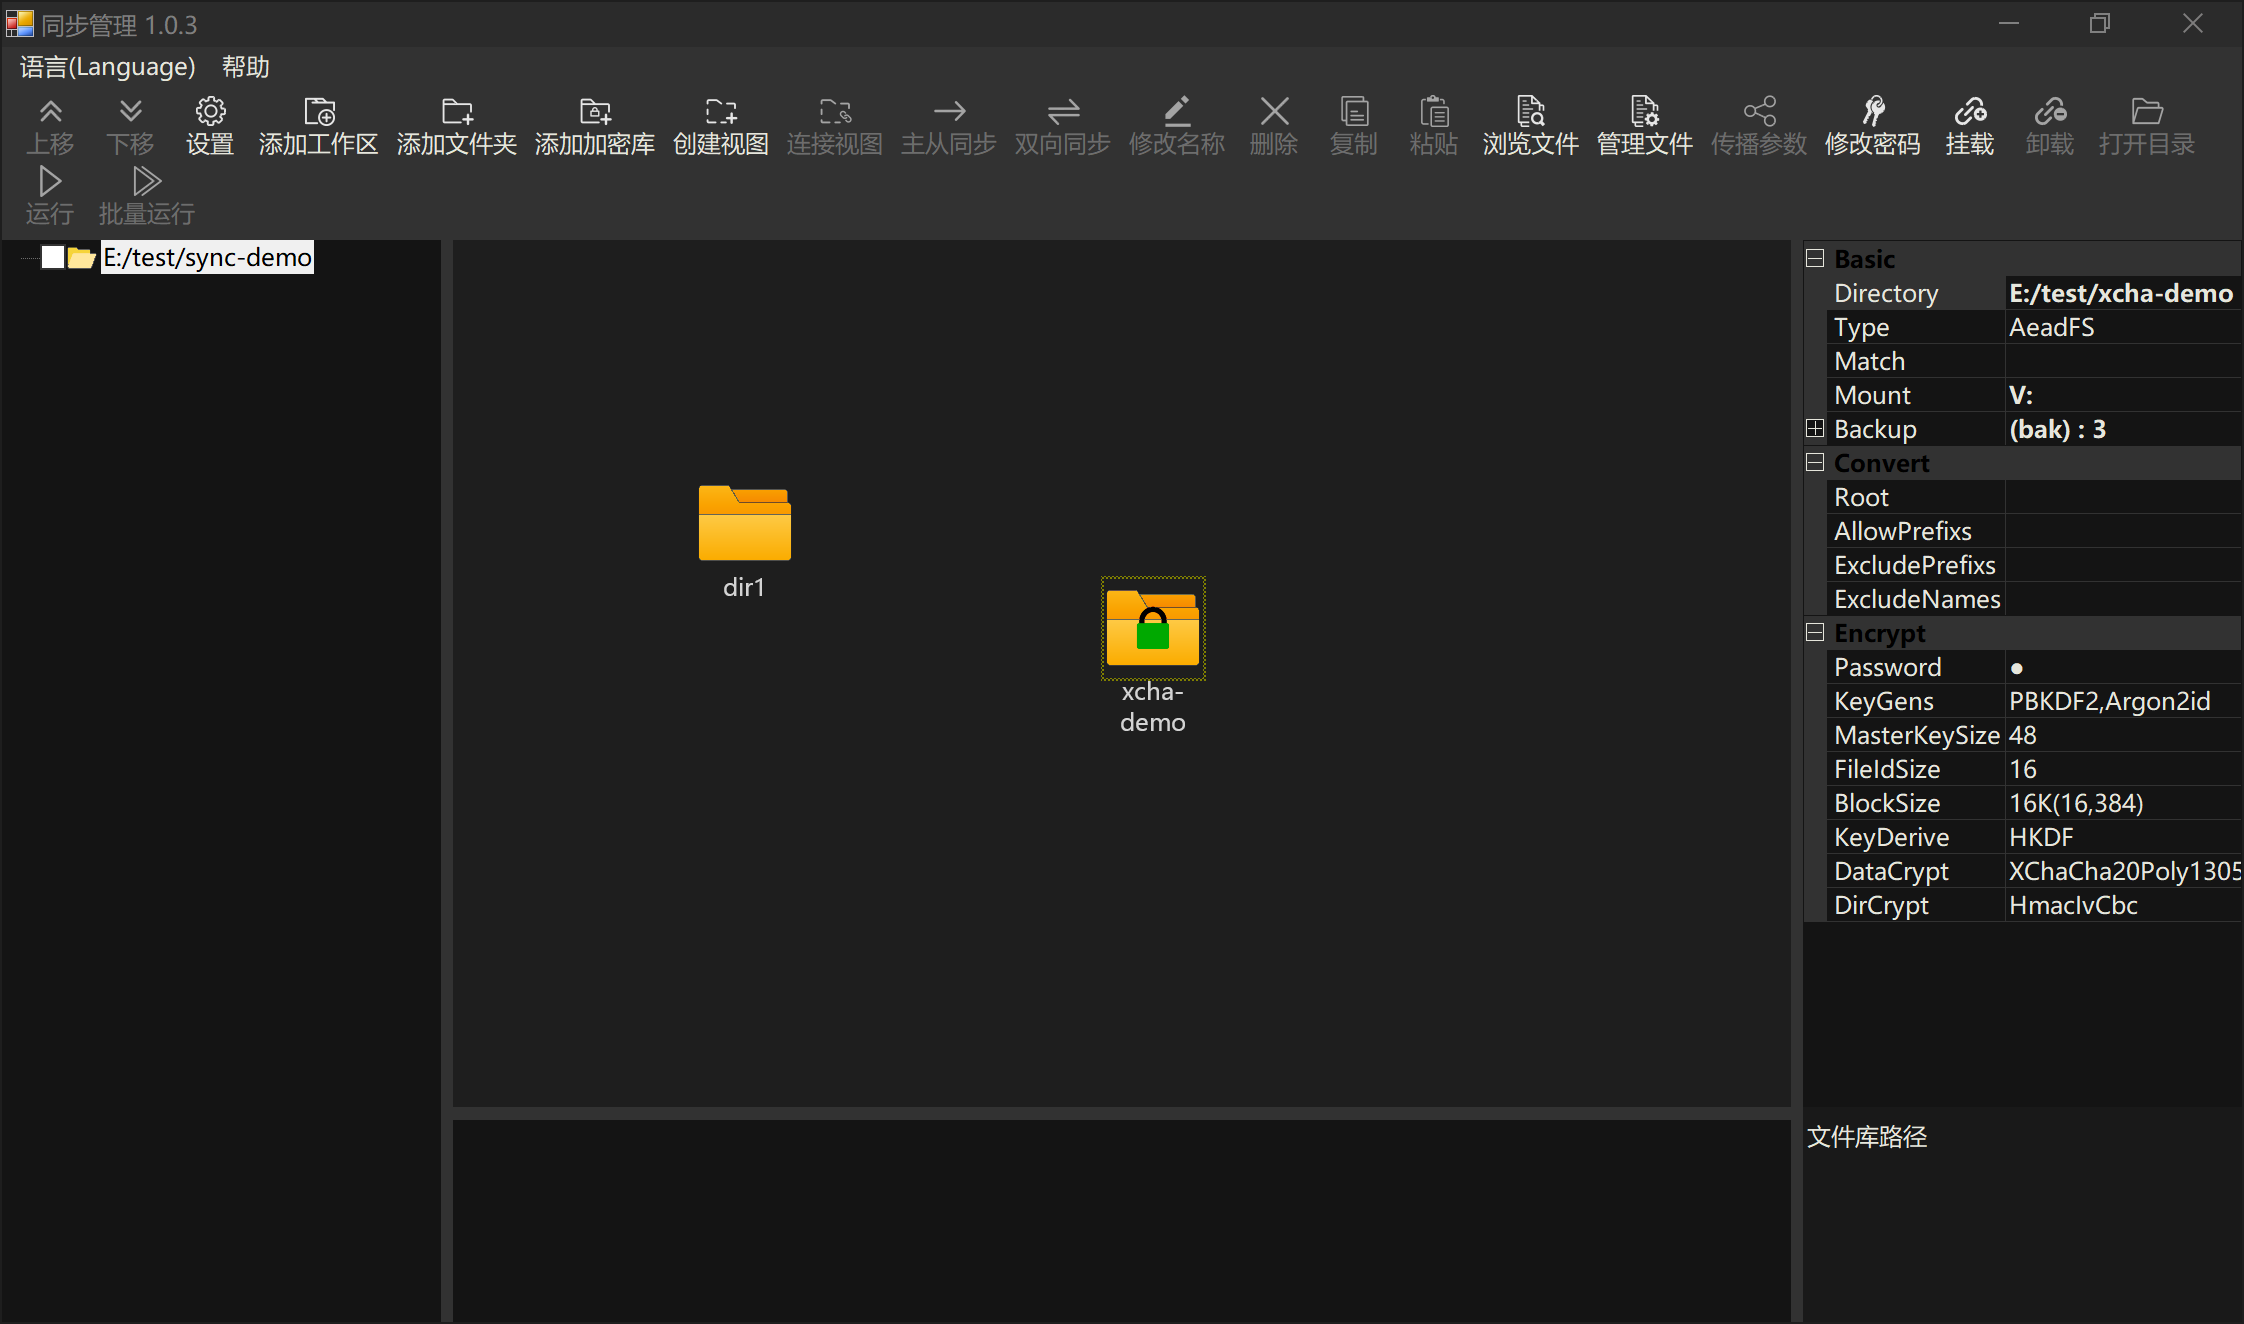 同步管理 1.0.3
语言(Language) 帮助
上移 下移 设置 添加工作区 添加文件夹 添加加密库 创建视图 连接视图 主从同步 双向同步 修改名称 删除 复制 粘贴 浏览文件 管理文件 传播参数 修改密码 挂载 卸载 打开目录
运行 批量运行
E:/test/sync-demo
dir1
xcha-
demo
Basic
Directory E:/test/xcha-demo
Type AeadFS
Match
Mount V:
Backup (bak) : 3
Convert
Root
AllowPrefixs
ExcludePrefixs
ExcludeNames
Encrypt
Password ●
KeyGens PBKDF2,Argon2id
MasterKeySize 48
FileIdSize 16
BlockSize 16K(16,384)
KeyDerive HKDF
DataCrypt XChaCha20Poly1305
DirCrypt HmacIvCbc
文件库路径